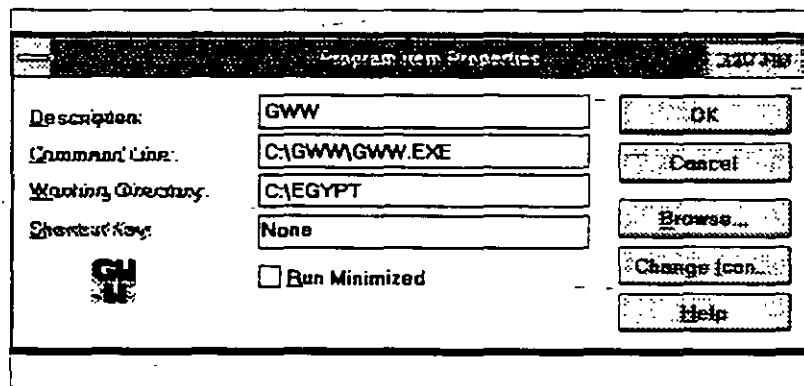 Program Item Properties
Description: GWW
Command Line: C:\GWW\GWW.EXE
Working Directory: C:\EGYPT
Shortcut Key: None
Run Minimized
OK
Cancel
Browse...
Change Icon...
Help